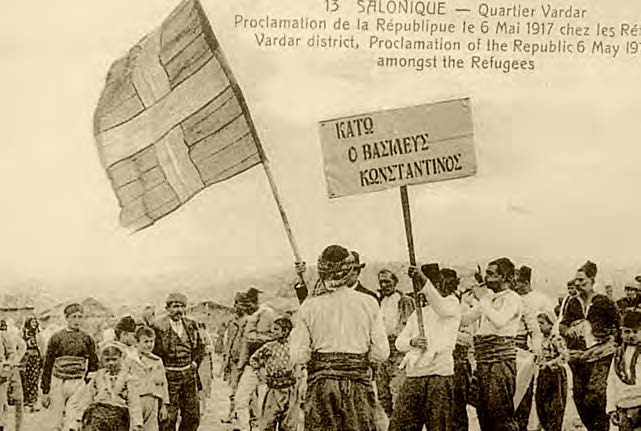 13 SALONIQUE — Quartier Vardar
Proclamation de la Républipue le 6 Mai 1917 chez les
Vardar district, Proclamation of the Republic 6 May
amongst the Refugees
ΚΑΤΩ
Ο ΒΑΣΙΛΕΥΣ
ΚΩΝΣΤΑΝΤΙΝΟΣ